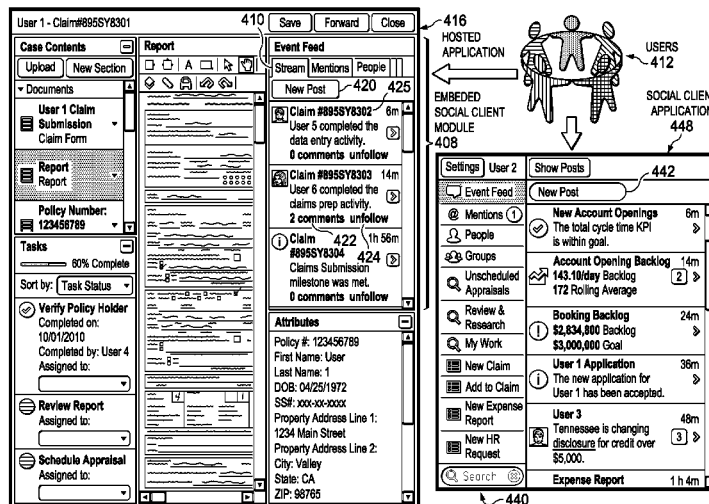 User 1 - Claim#895SY8301
410
Save
Forward
Close
416
HOSTED
APPLICATION
Case Contents
Upload
New Section
Documents
User 1 Claim
Submission
Claim Form
Report
Report
Policy Number:
123456789
Tasks
60% Complete
Sort by:
Task Status
Verify Policy Holder
Completed on:
10/01/2010
Completed by: User 4
Assigned to:
Review Report
Assigned to:
Schedule Appraisal
Assigned to:
Report
A
Event Feed
Stream
Mentions
People
New Post
420
425
Claim #895SY8302
6m
User 5 completed the
data entry activity.
0 comments unfollow
Claim #895SY8303
14m
User 6 completed the
claims prep activity.
2 comments unfollow
422
Claim
1h 56m
#895SY8304
424
Claims Submission
milestone was met.
0 comments unfollow
Attributes
Policy #: 123456789
First Name: User
Last Name: 1
DOB: 04/25/1972
SS#: xxx-xx-xxxx
Property Address Line 1:
1234 Main Street
Property Address Line 2:
City: Valley
State: CA
ZIP: 98765
EMBEDED
SOCIAL CLIENT
MODULE
408
USERS
412
SOCIAL CLIEN
APPLICATION
448
Settings
User 2
Show Posts
442
Event Feed
New Post
@ Mentions 1
People
Groups
Unscheduled
Appraisals
Review &
Research
My Work
New Claim
Add to Claim
New Expense
Report
New HR
Request
Search
440
New Account Openings
6m
The total cycle time KPI
is within goal.
Account Opening Backlog
14m
143.10/day Backlog
2
172 Rolling Average
Booking Backlog
24m
$2,834,800 Backlog
$3,000,000 Goal
User 1 Application
36m
The new application for
User 1 has been accepted.
User 3
48m
Tennessee is changing
disclosure for credit over
3
$5,000.
Expense Report
1 h 4m